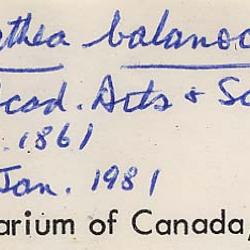 thea balanoc
cad. Arts & Sc
. 1861
Jan. 1981
arium of Canada,